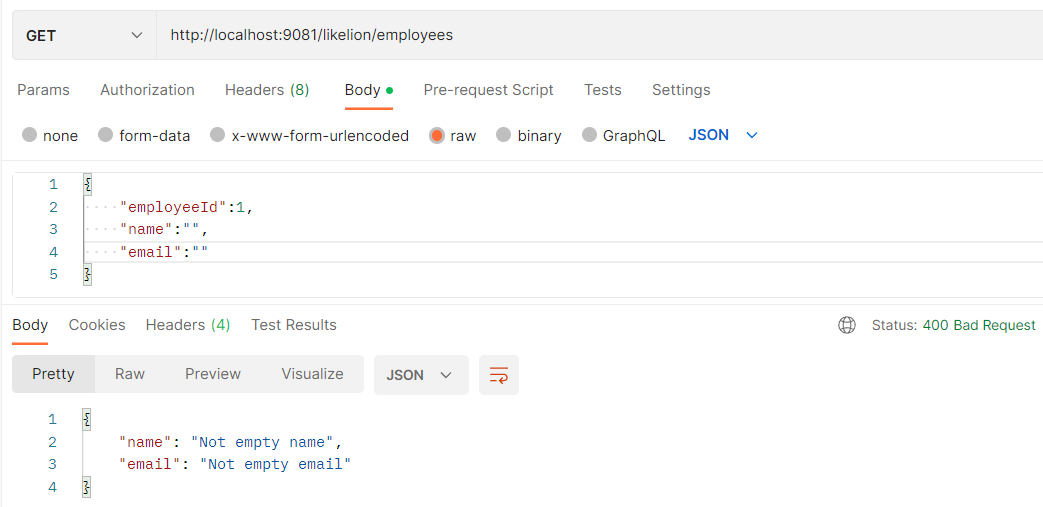 GET http://localhost:9081/likelion/employees
Params Authorization Headers (8) Body Pre-request Script Tests Settings
none form-data x-www-form-urlencoded raw binary GraphQL JSON
1 {
2 "employeeId":1,
3 "name":"",
4 "email":""
5 }
Body Cookies Headers (4) Test Results Status: 400 Bad Request
Pretty Raw Preview Visualize JSON
1 {
2 "name": "Not empty name",
3 "email": "Not empty email"
4 }